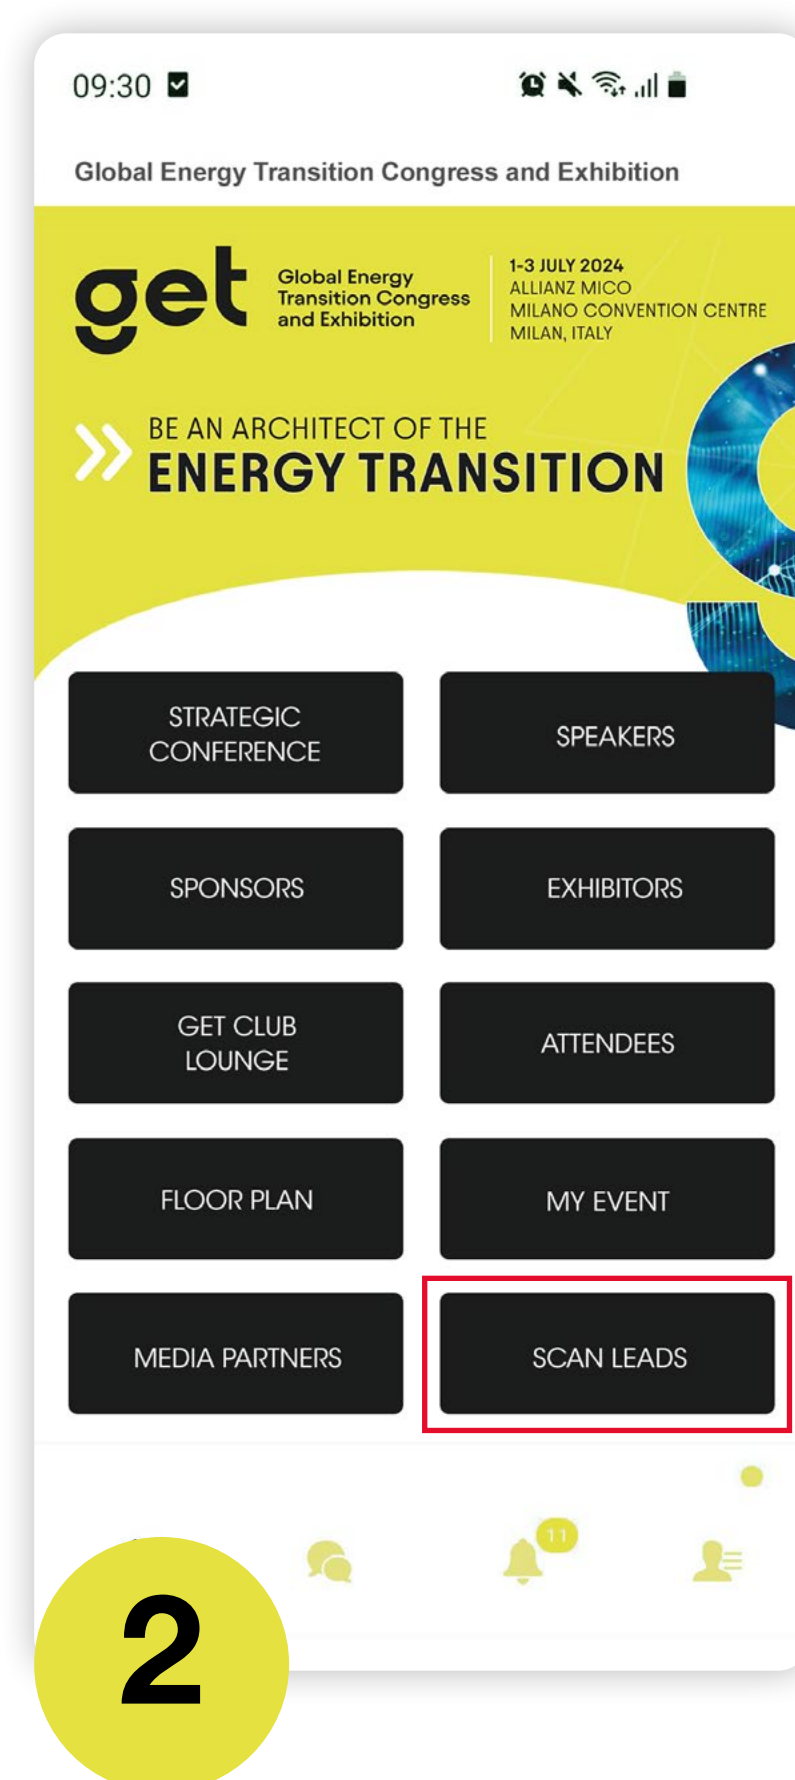 09:30
Global Energy Transition Congress and Exhibition
get
Global Energy
Transition Congress
and Exhibition
1-3 JULY 2024
ALLIANZ MICO
MILANO CONVENTION CENTRE
MILAN, ITALY
BE AN ARCHITECT OF THE
ENERGY TRANSITION
STRATEGIC
CONFERENCE
SPEAKERS
SPONSORS
EXHIBITORS
GET CLUB
LOUNGE
ATTENDEES
FLOOR PLAN
MY EVENT
MEDIA PARTNERS
SCAN LEADS
11
2